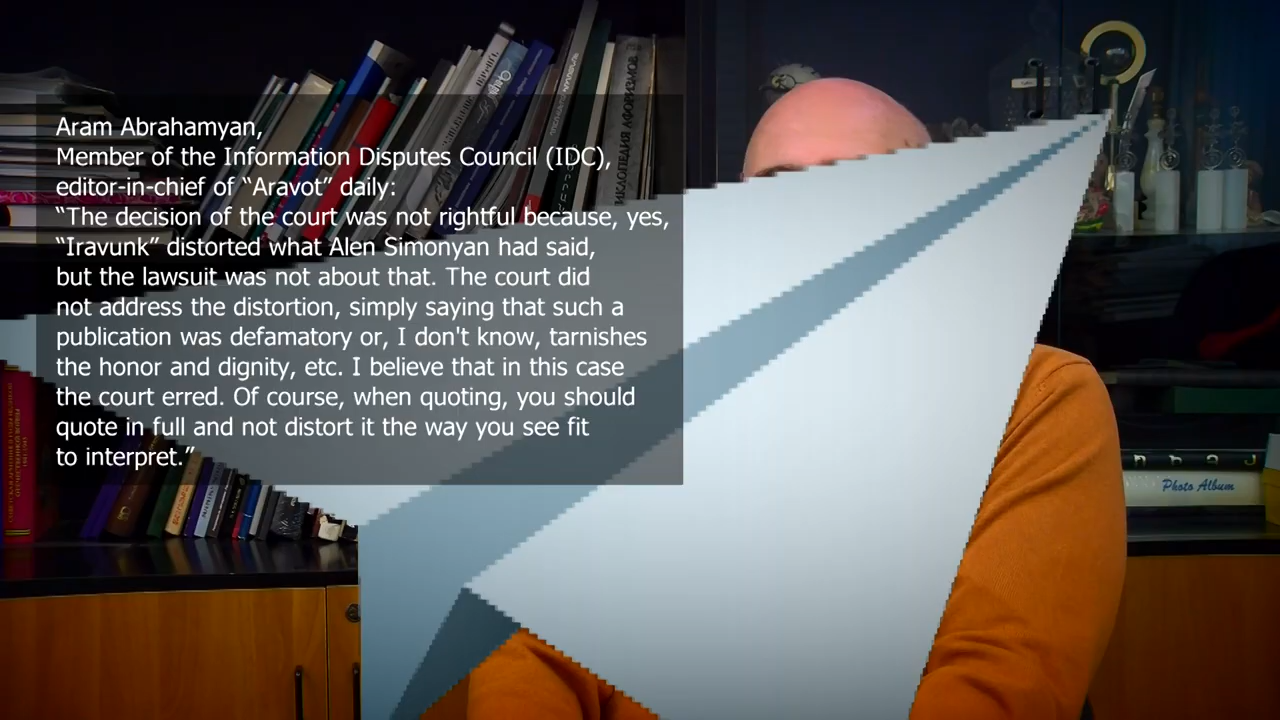 Aram Abrahamyan,
Member of the Information Disputes Council (IDC),
editor-in-chief of “Aravot” daily:
“The decision of the court was not rightful because, yes,
“Iravunk” distorted what Alen Simonyan had said,
but the lawsuit was not about that. The court did
not address the distortion, simply saying that such a
publication was defamatory or, I don't know, tarnishes
the honor and dignity, etc. I believe that in this case
the court erred. Of course, when quoting, you should
quote in full and not distort it the way you see fit
to interpret.”
Photo Album